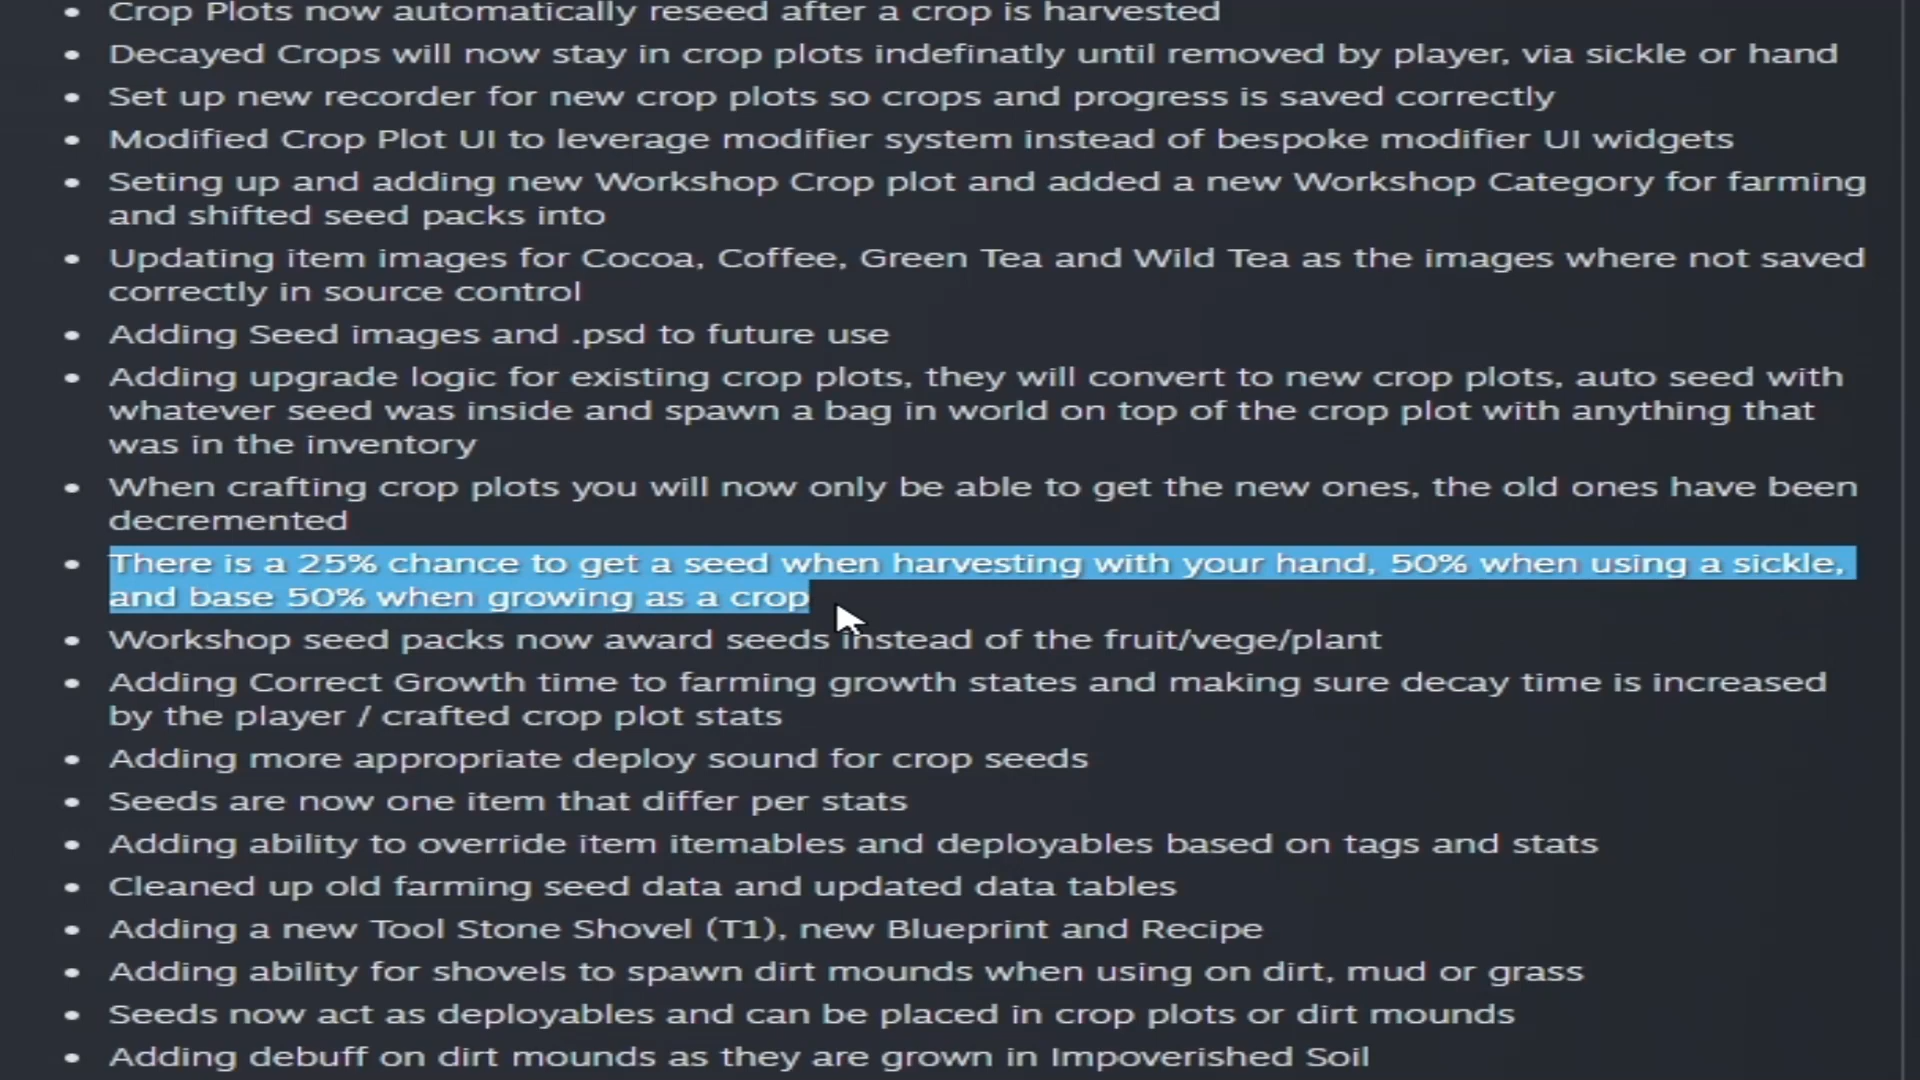 Crop Plots now automatically reseed after a crop is harvested
Decayed Crops will now stay in crop plots indefinatly until removed by player, via sickle or hand
Set up new recorder for new crop plots so crops and progress is saved correctly
Modified Crop Plot UI to leverage modifier system instead of bespoke modifier UI widgets
Seting up and adding new Workshop Crop plot and added a new Workshop Category for farming
and shifted seed packs into
Updating item images for Cocoa, Coffee, Green Tea and Wild Tea as the images where not saved
correctly in source control
Adding Seed images and .psd to future use
Adding upgrade logic for existing crop plots, they will convert to new crop plots, auto seed with
whatever seed was inside and spawn a bag in world on top of the crop plot with anything that
was in the inventory
When crafting crop plots you will now only be able to get the new ones, the old ones have been
decremented
There is a 25% chance to get a seed when harvesting with your hand, 50% when using a sickle,
and base 50% when growing as a crop
Workshop seed packs now award seeds instead of the fruit/vege/plant
Adding Correct Growth time to farming growth states and making sure decay time is increased
by the player / crafted crop plot stats
Adding more appropriate deploy sound for crop seeds
Seeds are now one item that differ per stats
Adding ability to override item itemables and deployables based on tags and stats
Cleaned up old farming seed data and updated data tables
Adding a new Tool Stone Shovel (T1), new Blueprint and Recipe
Adding ability for shovels to spawn dirt mounds when using on dirt, mud or grass
Seeds now act as deployables and can be placed in crop plots or dirt mounds
Adding debuff on dirt mounds as they are grown in Impoverished Soil